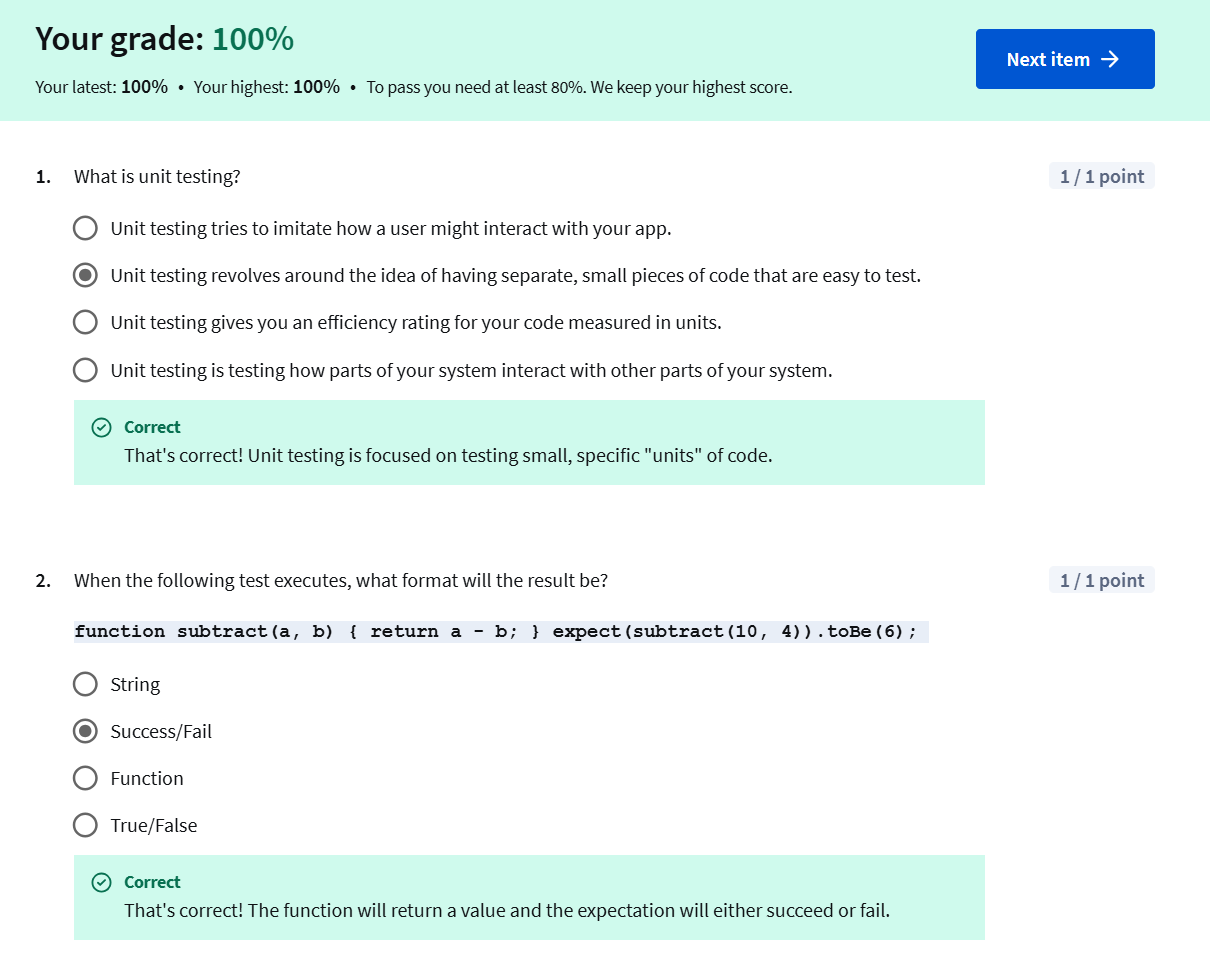 Your grade: 100%
Next item →
Your latest: 100% • Your highest: 100% • To pass you need at least 80%. We keep your highest score.
1. What is unit testing?
1 / 1 point
Unit testing tries to imitate how a user might interact with your app.
Unit testing revolves around the idea of having separate, small pieces of code that are easy to test.
Unit testing gives you an efficiency rating for your code measured in units.
Unit testing is testing how parts of your system interact with other parts of your system.
Correct
That's correct! Unit testing is focused on testing small, specific "units" of code.
2. When the following test executes, what format will the result be?
1 / 1 point
function subtract(a, b) { return a - b; } expect(subtract(10, 4)).toBe(6);
String
Success/Fail
Function
True/False
Correct
That's correct! The function will return a value and the expectation will either succeed or fail.